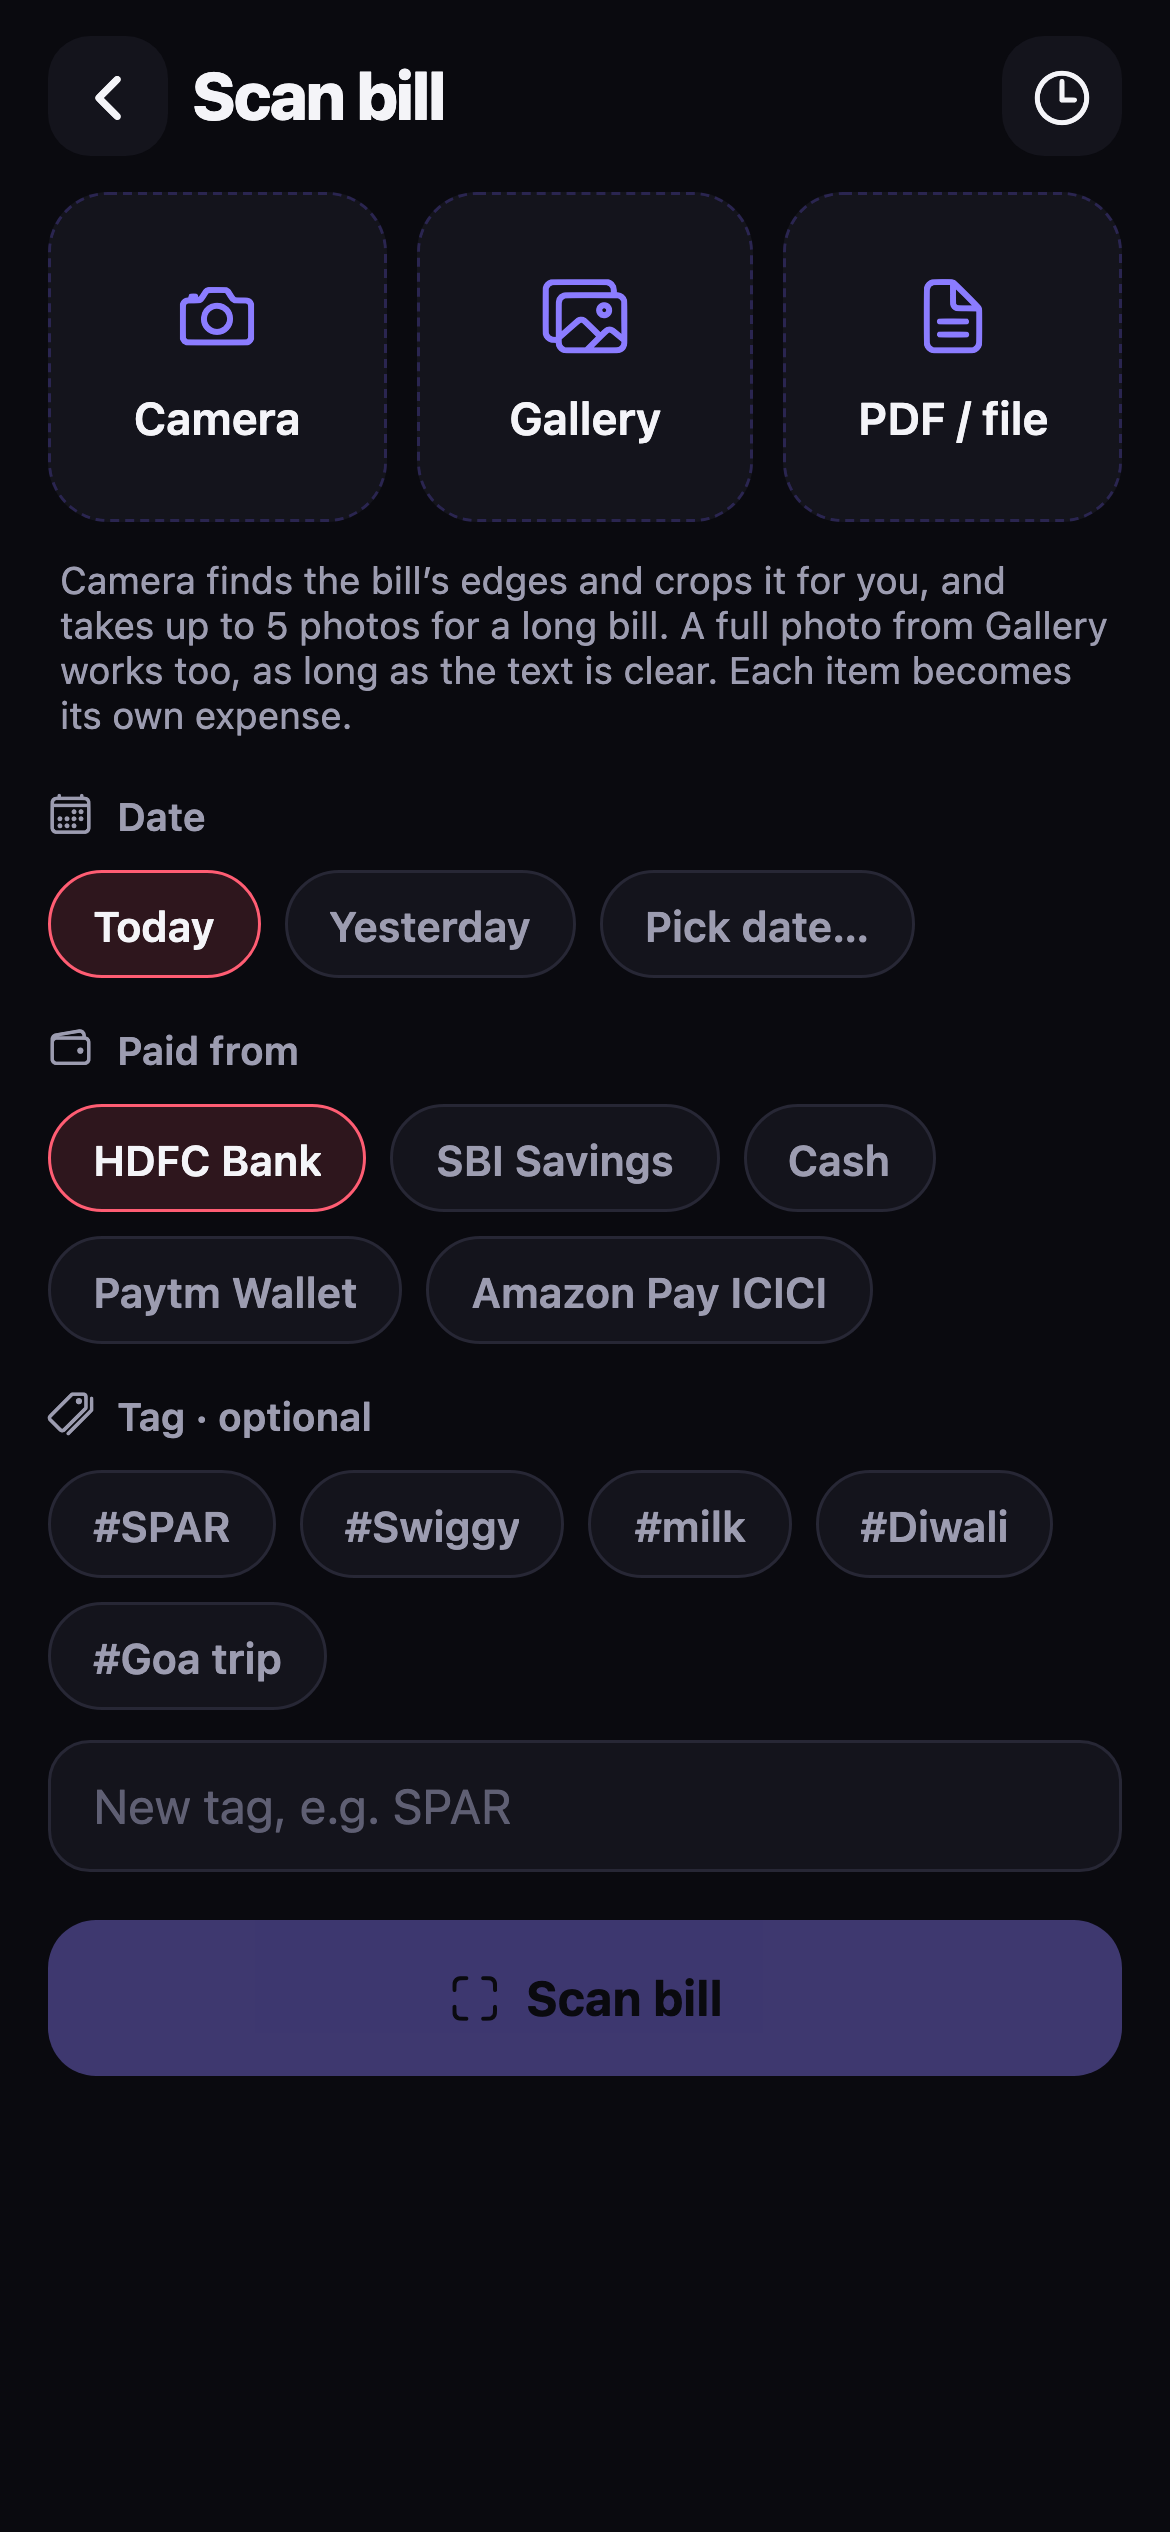 Scan bill
Camera
Gallery
PDF / file
Camera finds the bill’s edges and crops it for you, and
takes up to 5 photos for a long bill. A full photo from Gallery
works too, as long as the text is clear. Each item becomes
its own expense.
Date
Today
Yesterday
Pick date...
Paid from
HDFC Bank
SBI Savings
Cash
Paytm Wallet
Amazon Pay ICICI
Tag · optional
#SPAR
#Swiggy
#milk
#Diwali
#Goa trip
New tag, e.g. SPAR
Scan bill